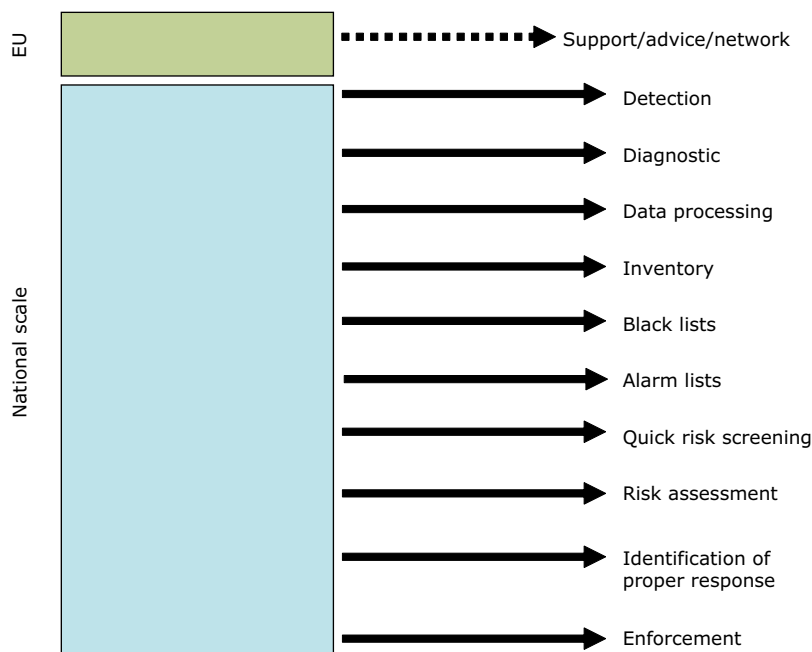 EU
Support/advice/network
National scale
Detection
Diagnostic
Data processing
Inventory
Black lists
Alarm lists
Quick risk screening
Risk assessment
Identification of
proper response
Enforcement